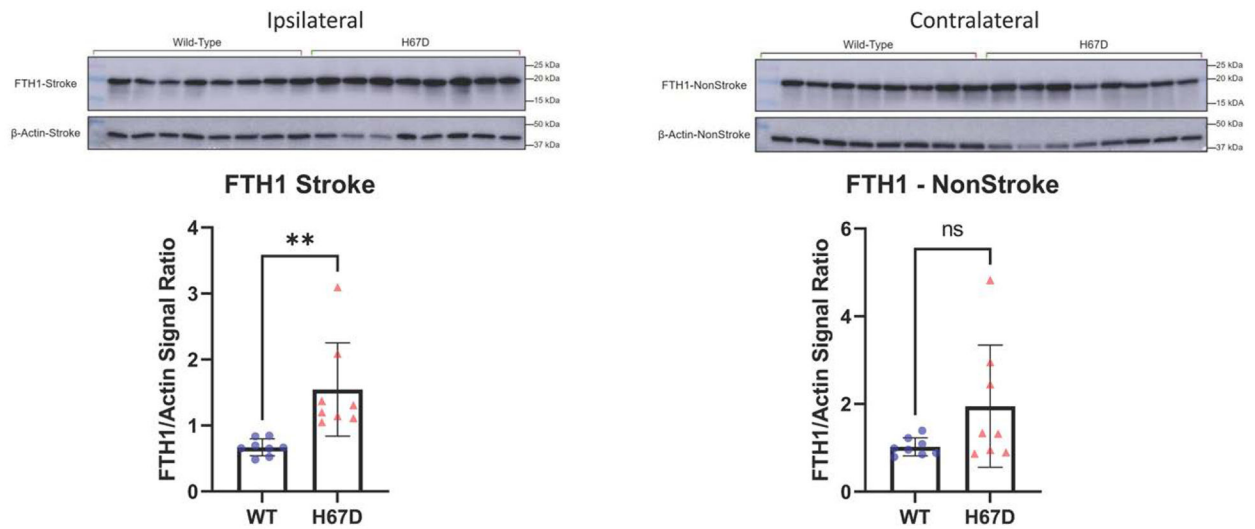 Ipsilateral
Wild-Type H67D
FTH1-Stroke
25 kDa
20 kDa
15 kDa
β-Actin-Stroke
50 kDa
37 kDa
FTH1 Stroke
FTH1/Actin Signal Ratio
4
3
2
1
0
**
WT H67D
Contralateral
Wild-Type H67D
FTH1-NonStroke
25 kDa
20 kDa
15 kDA
β-Actin-NonStroke
50 kDa
37 kDa
FTH1 - NonStroke
FTH1/Actin Signal Ratio
6
4
2
0
ns
WT H67D